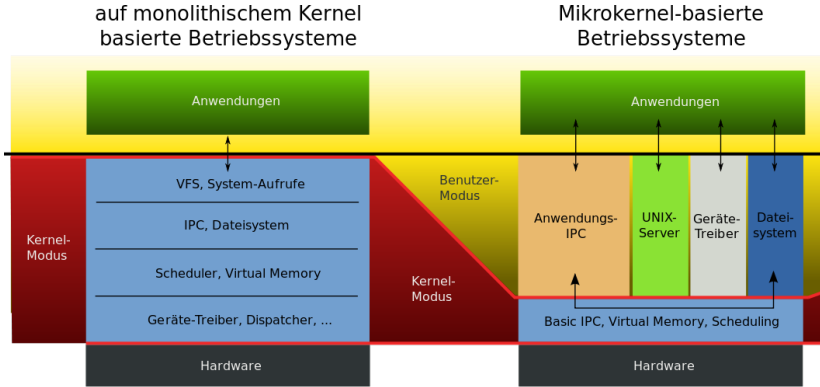 auf monolithischem Kernel
basierte Betriebssysteme
Anwendungen
VFS, System-Aufrufe
IPC, Dateisystem
Scheduler, Virtual Memory
Geräte-Treiber, Dispatcher, ...
Hardware
Kernel-
Modus
Benutzer-
Modus
Kernel-
Modus
Mikrokernel-basierte
Betriebssysteme
Anwendungen
Anwendungs-
IPC
UNIX-
Server
Geräte-
Treiber
Datei-
system
Basic IPC, Virtual Memory, Scheduling
Hardware